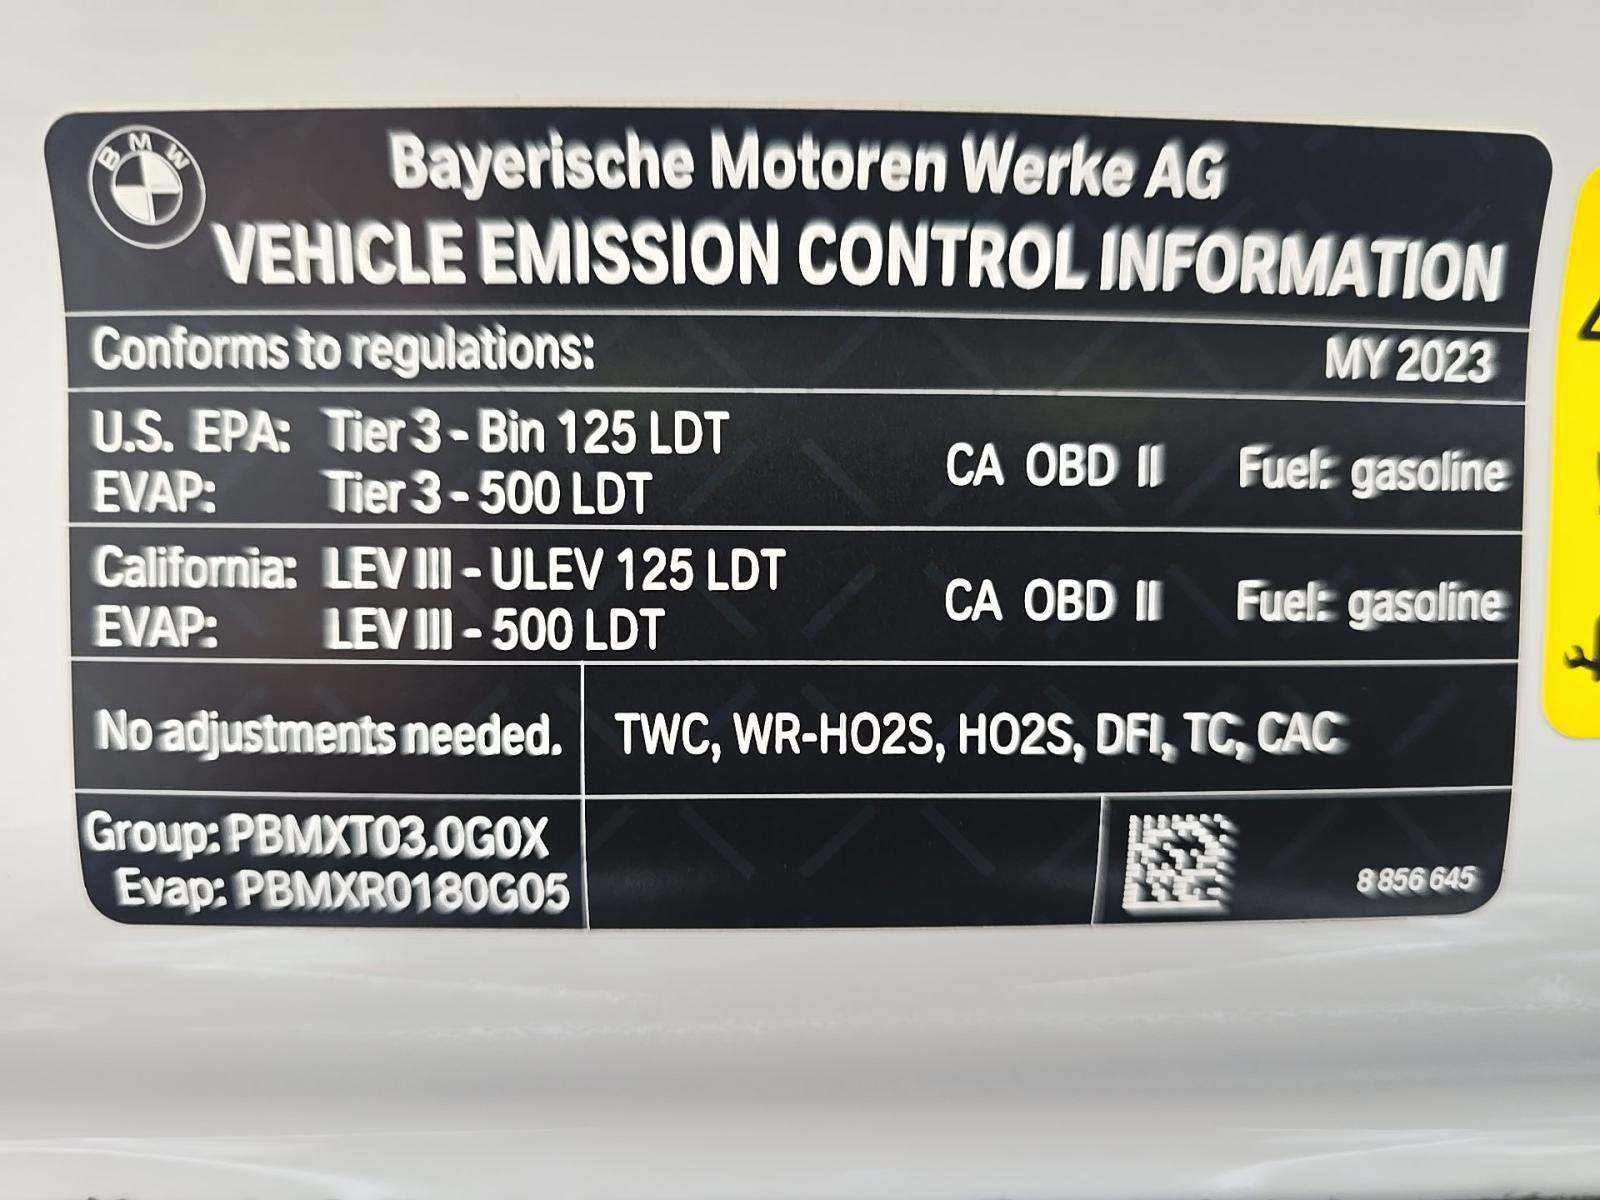 BMW
Bayerische Motoren Werke AG
VEHICLE EMISSION CONTROL INFORMATION
Conforms to regulations: MY 2023
U.S. EPA: Tier 3 - Bin 125 LDT
EVAP: Tier 3 - 500 LDT
CA OBD II Fuel: gasoline
California: LEV III - ULEV 125 LDT
EVAP: LEV III - 500 LDT
CA OBD II Fuel: gasoline
No adjustments needed.
TWC, WR-HO2S, HO2S, DFI, TC, CAC
Group: PBMXT03.0G0X
Evap: PBMXR0180G05
8 856 645